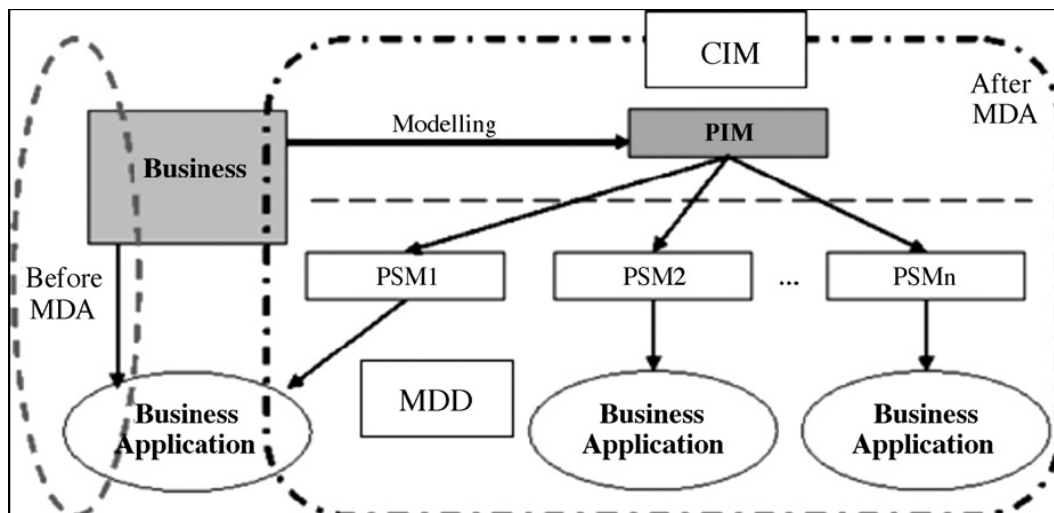 CIM
After
MDA
Modelling
PIM
Business
Before
MDA
PSM1
PSM2
...
PSMn
MDD
Business
Application
Business
Application
Business
Application